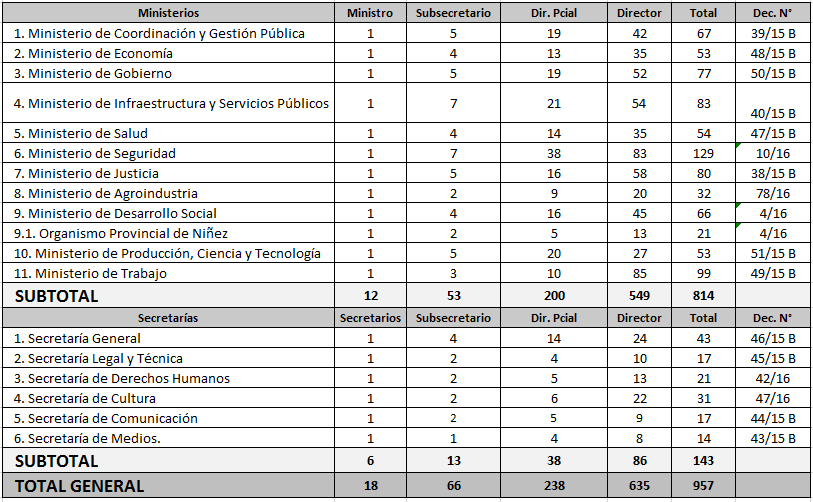 Ministerios Ministro Subsecretario Dir. Pcial Director Total Dec. N°
1. Ministerio de Coordinación y Gestión Pública 1 5 19 42 67 39/15 B
2. Ministerio de Economía 1 4 13 35 53 48/15 B
3. Ministerio de Gobierno 1 5 19 52 77 50/15 B
4. Ministerio de Infraestructura y Servicios Públicos 1 7 21 54 83 40/15 B
5. Ministerio de Salud 1 4 14 35 54 47/15 B
6. Ministerio de Seguridad 1 7 38 83 129 10/16
7. Ministerio de Justicia 1 5 16 58 80 38/15 B
8. Ministerio de Agroindustria 1 2 9 20 32 78/16
9. Ministerio de Desarrollo Social 1 4 16 45 66 4/16
9.1. Organismo Provincial de Niñez 1 2 5 13 21 4/16
10. Ministerio de Producción, Ciencia y Tecnología 1 5 20 27 53 51/15 B
11. Ministerio de Trabajo 1 3 10 85 99 49/15 B
SUBTOTAL 12 53 200 549 814
Secretarías Secretarios Subsecretario Dir. Pcial Director Total Dec. N°
1. Secretaría General 1 4 14 24 43 46/15 B
2. Secretaría Legal y Técnica 1 2 4 10 17 45/15 B
3. Secretaría de Derechos Humanos 1 2 5 13 21 42/16
4. Secretaría de Cultura 1 2 6 22 31 47/16
5. Secretaría de Comunicación 1 2 5 9 17 44/15 B
6. Secretaría de Medios. 1 1 4 8 14 43/15 B
SUBTOTAL 6 13 38 86 143
TOTAL GENERAL 18 66 238 635 957